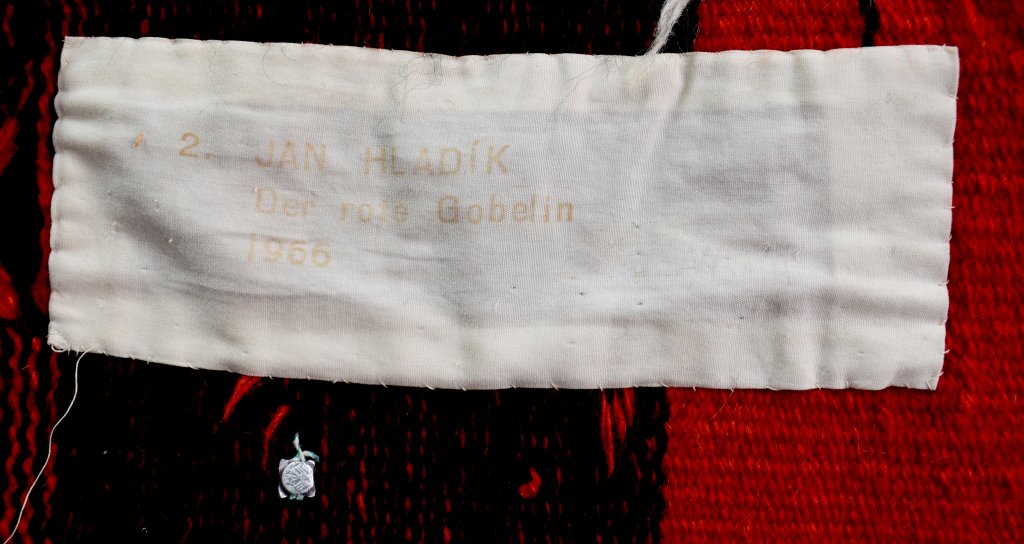 2. JAN HLADÍK
Der rote Gobelin
1966